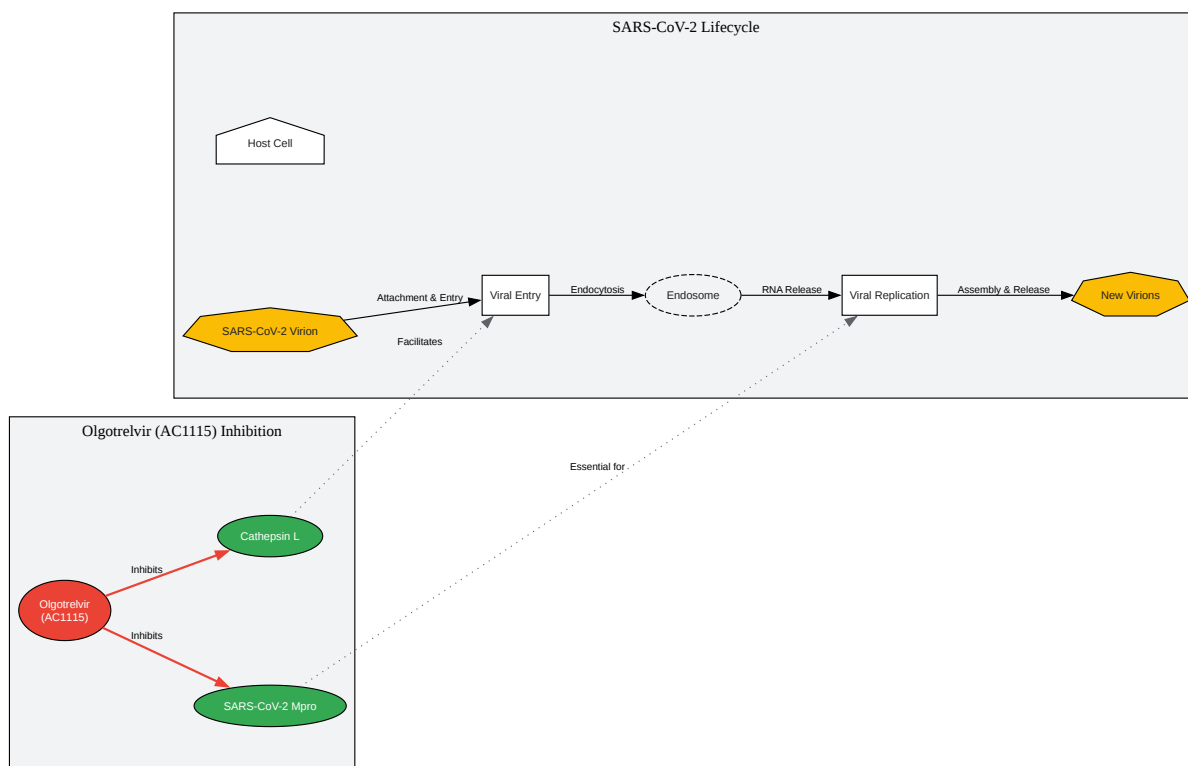 SARS-CoV-2 Lifecycle
Host Cell
Attachment & Entry
Viral Entry
Endocytosis
Endosome
RNA Release
Viral Replication
Assembly & Release
New Virions
SARS-CoV-2 Virion
Facilitates
Olgotrelvir (AC1115) Inhibition
Essential for
Cathepsin L
Inhibits
Olgotrelvir
(AC1115)
Inhibits
SARS-CoV-2 Mpro